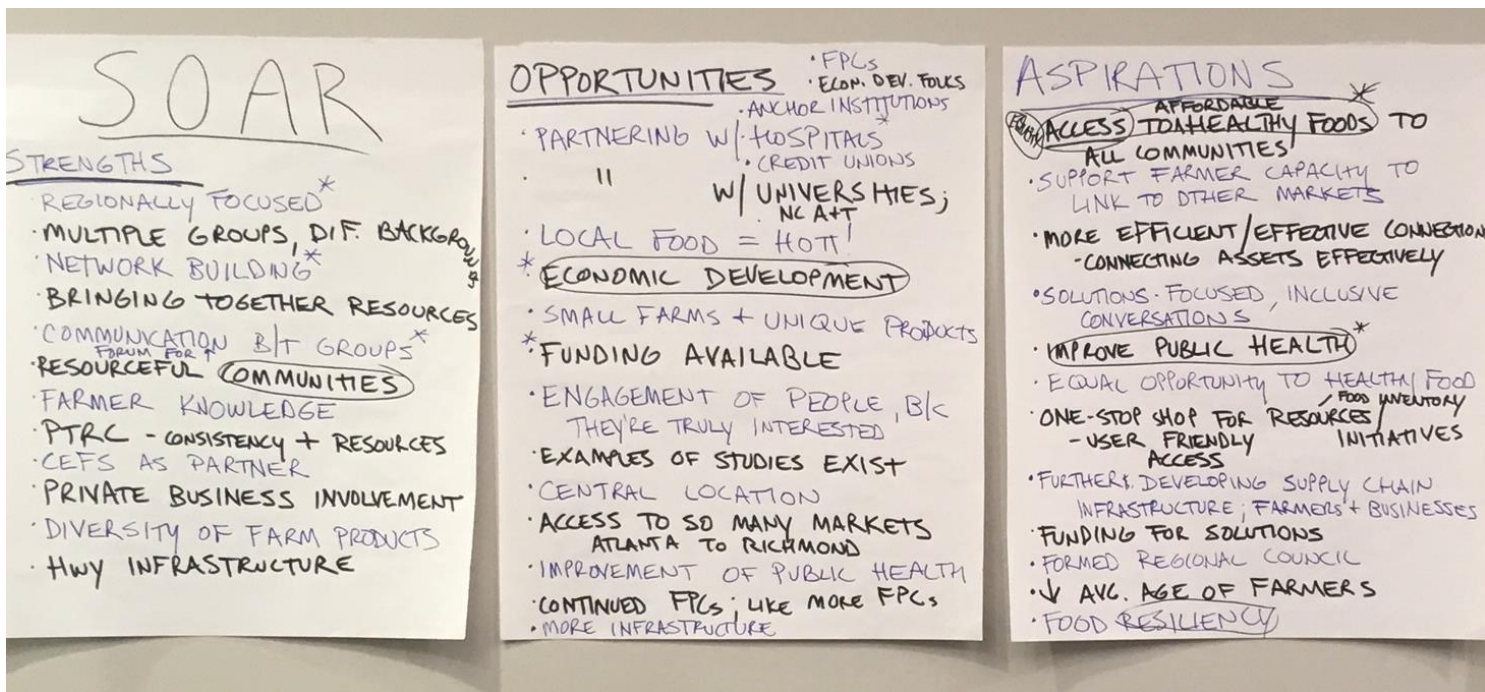 SOAR
STRENGTHS
· REGIONALLY FOCUSED *
· MULTIPLE GROUPS, DIF. BACKGROUNDS
· NETWORK BUILDING *
· BRINGING TOGETHER RESOURCES
· COMMUNICATION B/T GROUPS *
FORUM FOR ↑
· RESOURCEFUL COMMUNITIES
· FARMER KNOWLEDGE
· PTRC - CONSISTENCY + RESOURCES
· CEFS AS PARTNER
· PRIVATE BUSINESS INVOLVEMENT
· DIVERSITY OF FARM PRODUCTS
· HWY INFRASTRUCTURE
OPPORTUNITIES
· FPCs
· ECON. DEV. FOLKS
· ANCHOR INSTITUTIONS
· PARTNERING W/ · HOSPITALS *
· CREDIT UNIONS
· " W/ UNIVERSITIES;
NC A+T
· LOCAL FOOD = HOTT!
* ECONOMIC DEVELOPMENT
· SMALL FARMS + UNIQUE PRODUCTS
* FUNDING AVAILABLE
· ENGAGEMENT OF PEOPLE, B/C
THEY'RE TRULY INTERESTED
· EXAMPLES OF STUDIES EXIST
· CENTRAL LOCATION
· ACCESS TO SO MANY MARKETS
ATLANTA TO RICHMOND
· IMPROVEMENT OF PUBLIC HEALTH
· CONTINUED FPCs; LIKE MORE FPCs
· MORE INFRASTRUCTURE
ASPIRATIONS
AFFORDABLE *
ACCESS TO HEALTHY FOODS TO
ALL COMMUNITIES
· SUPPORT FARMER CAPACITY TO
LINK TO OTHER MARKETS
· MORE EFFICIENT/EFFECTIVE CONNECTION
- CONNECTING ASSETS EFFECTIVELY
· SOLUTIONS-FOCUSED, INCLUSIVE
CONVERSATIONS
· IMPROVE PUBLIC HEALTH *
· EQUAL OPPORTUNITY TO HEALTHY FOOD
FOOD INVENTORY
· ONE-STOP SHOP FOR RESOURCES/
- USER FRIENDLY INITIATIVES
ACCESS
· FURTHER DEVELOPING SUPPLY CHAIN
INFRASTRUCTURE; FARMERS + BUSINESSES
· FUNDING FOR SOLUTIONS
· FORMED REGIONAL COUNCIL
· ↓ AVG. AGE OF FARMERS
· FOOD RESILIENCY